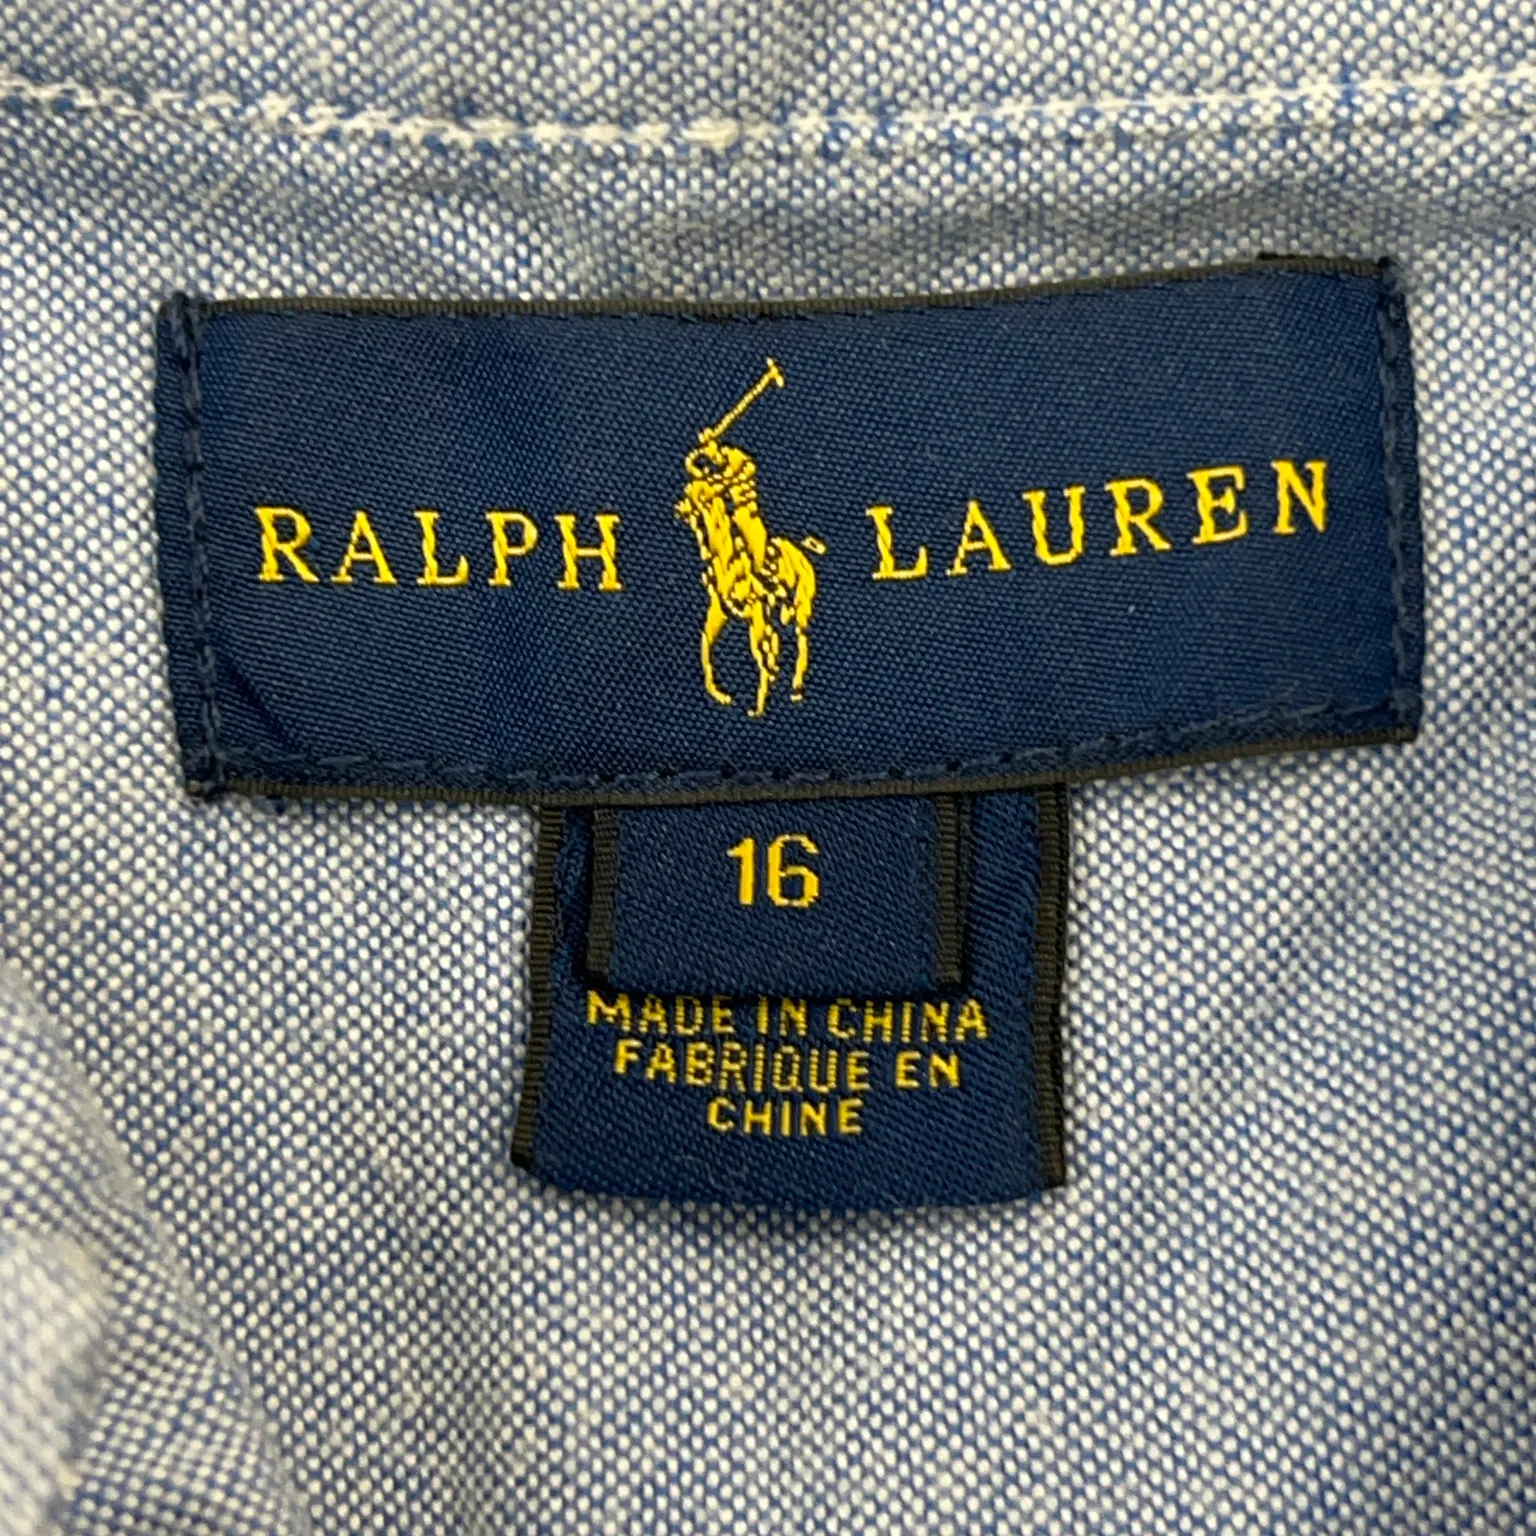 RALPH LAUREN
16
MADE IN CHINA
FABRIQUE EN
CHINE